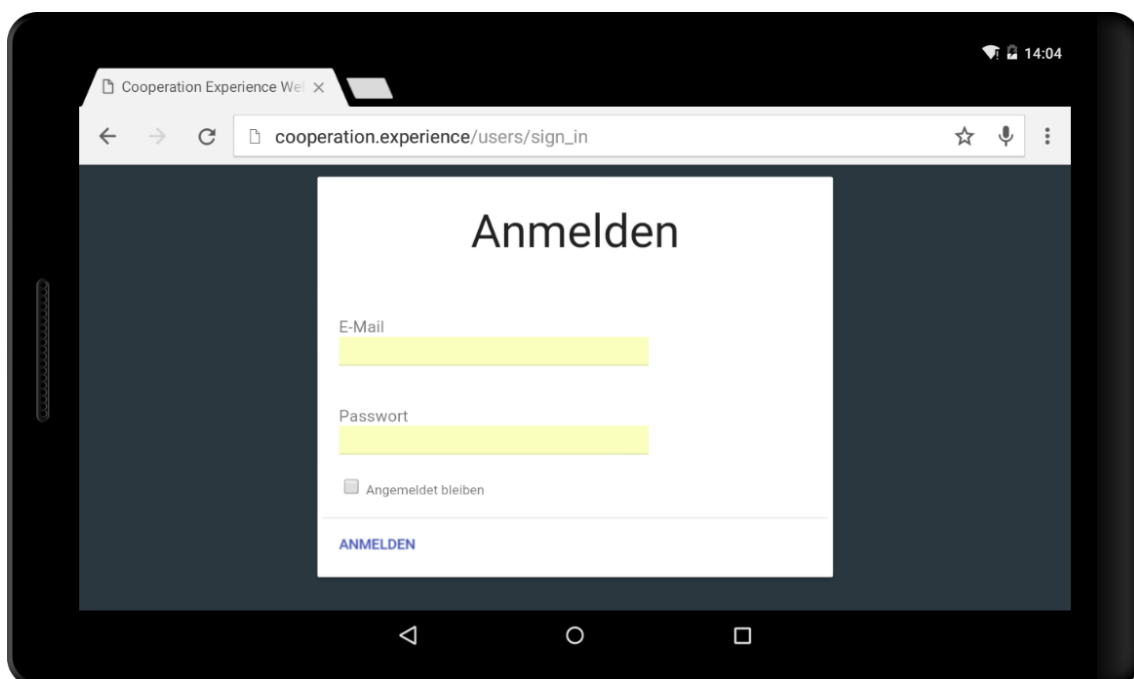 14:04
Cooperation Experience Wel
cooperation.experience/users/sign_in
Anmelden
E-Mail
Passwort
Angemeldet bleiben
ANMELDEN